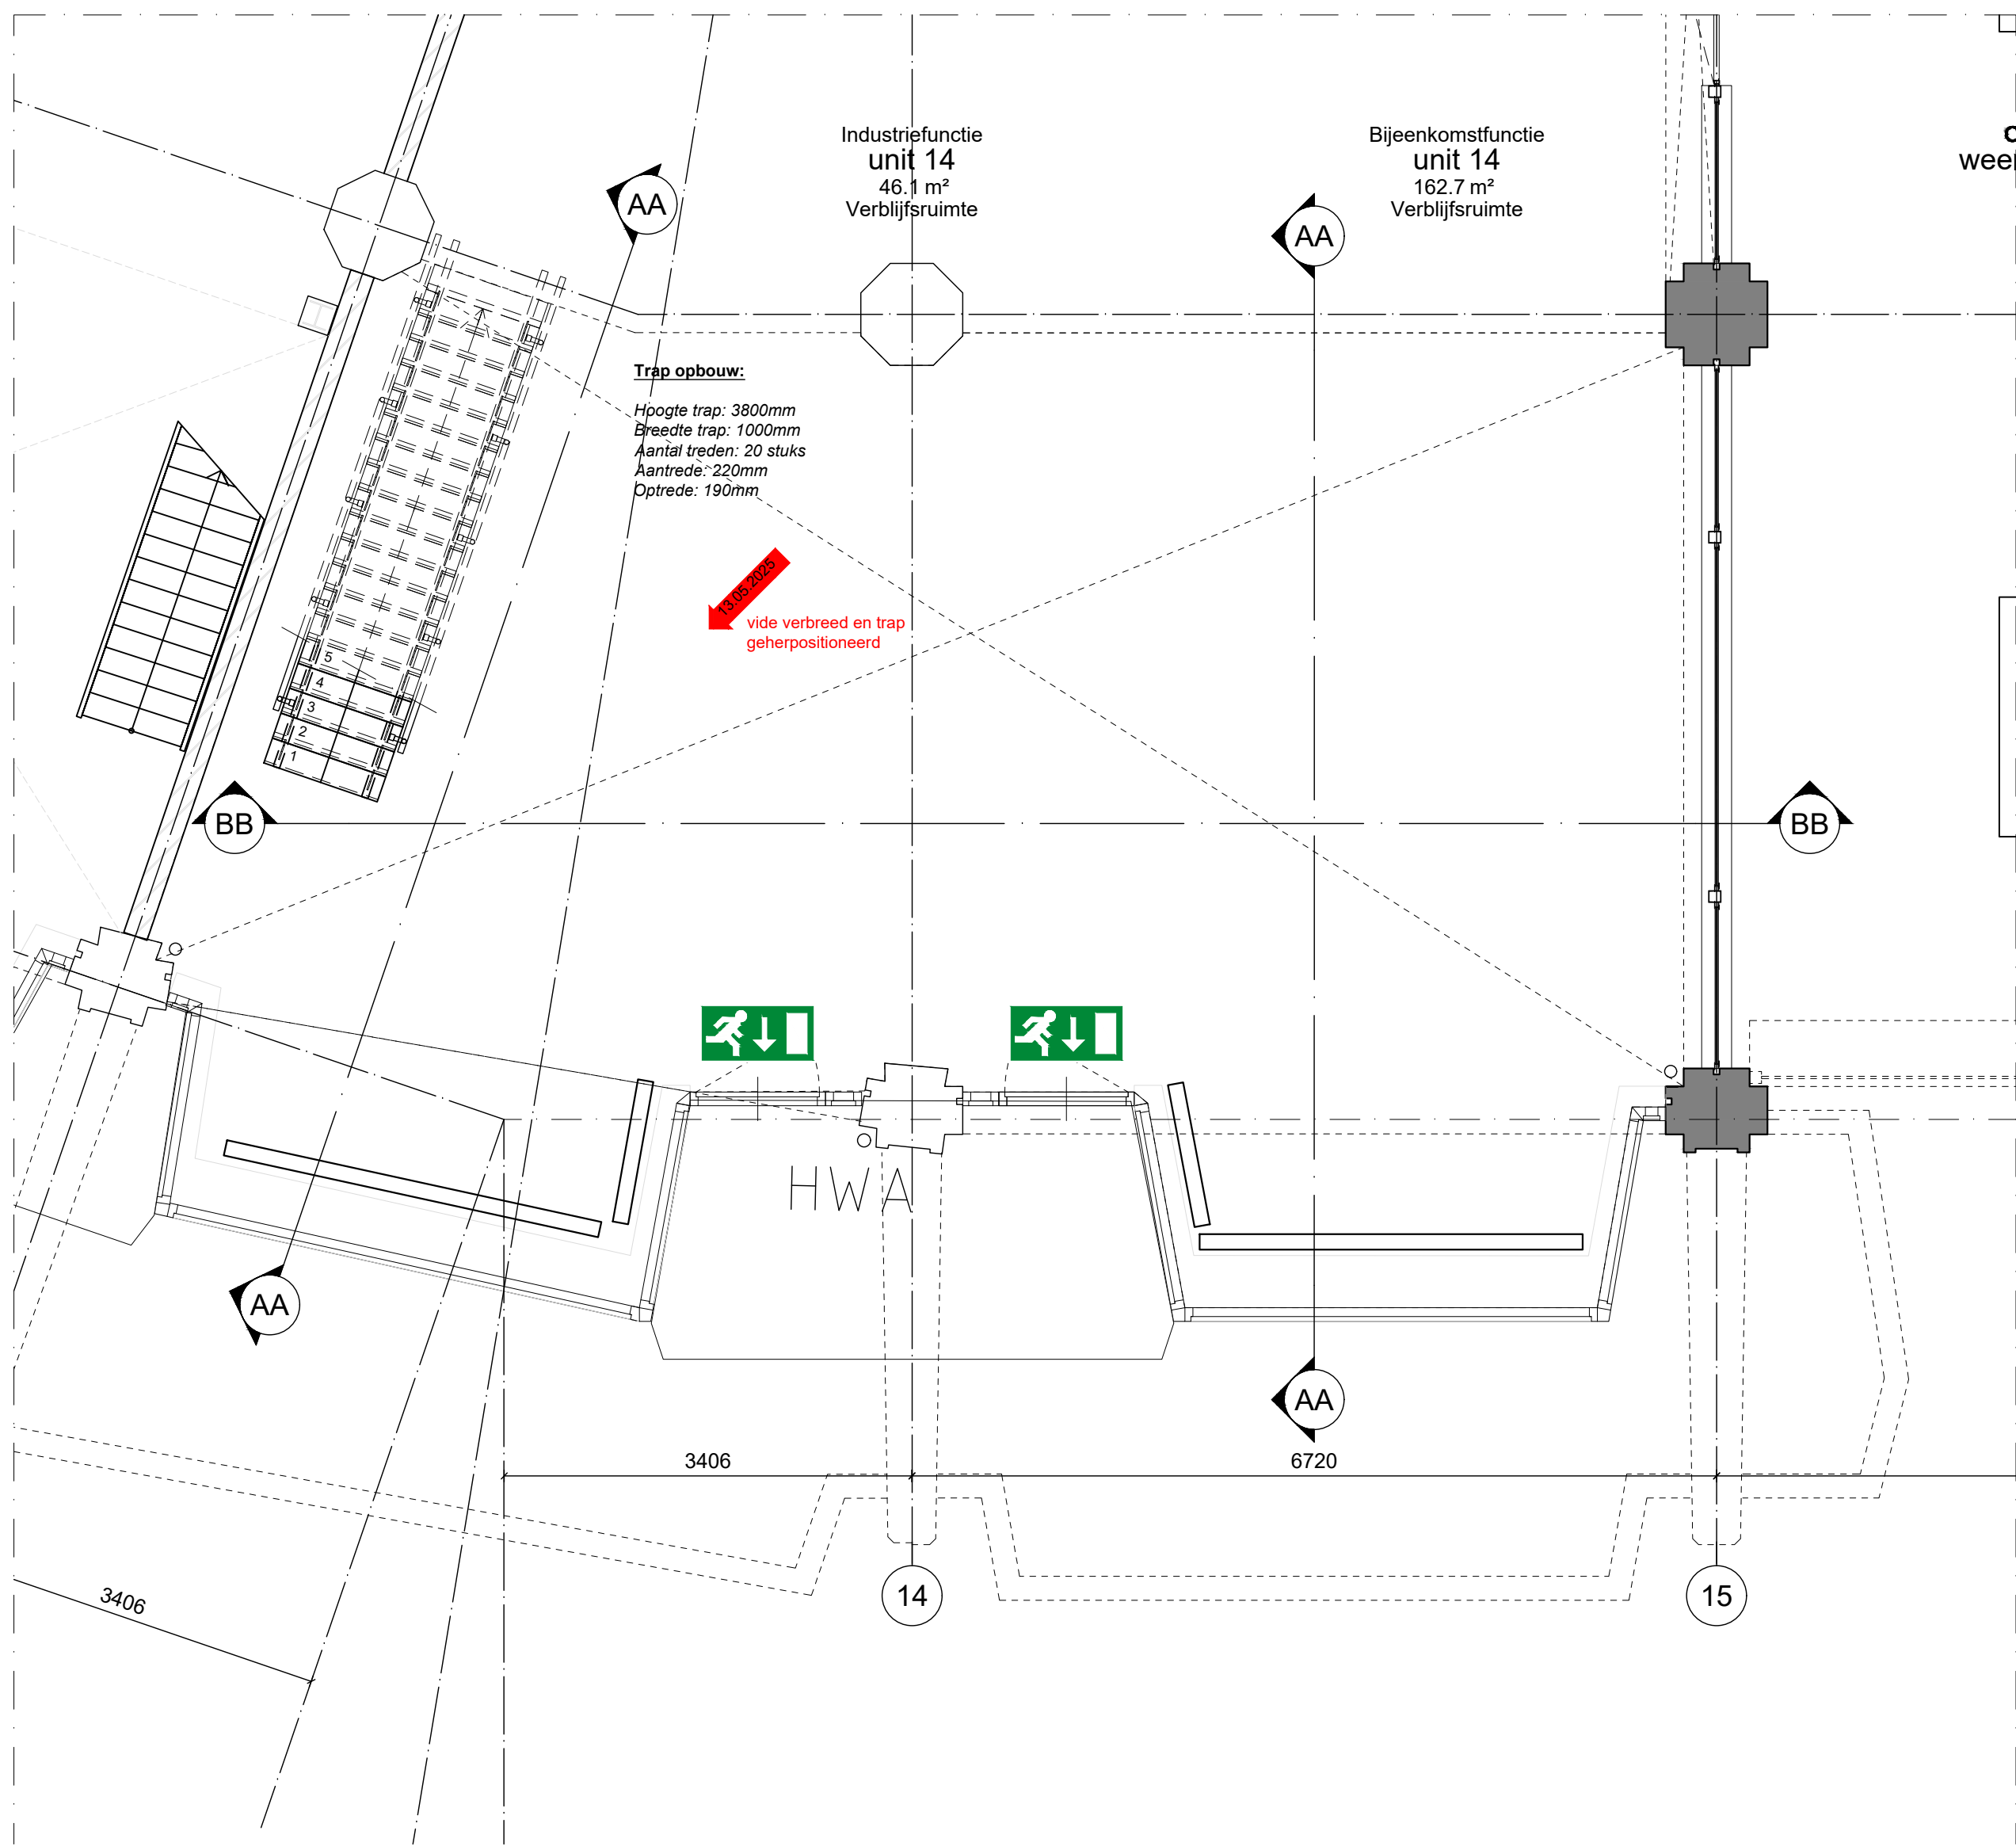 Industriefunctie
unit 14
46.1 m²
Verblijfsruimte
Bijeenkomstfunctie
unit 14
162.7 m²
Verblijfsruimte
AA
AA
Trap opbouw:
Hoogte trap: 3800mm
Breedte trap: 1000mm
Aantal treden: 20 stuks
Aantrede: 220mm
Optrede: 190mm
13.05.2025
vide verbreed en trap
geherpositioneerd
5
4
3
2
1
BB
BB
HWA
AA
AA
3406
6720
3406
14
15